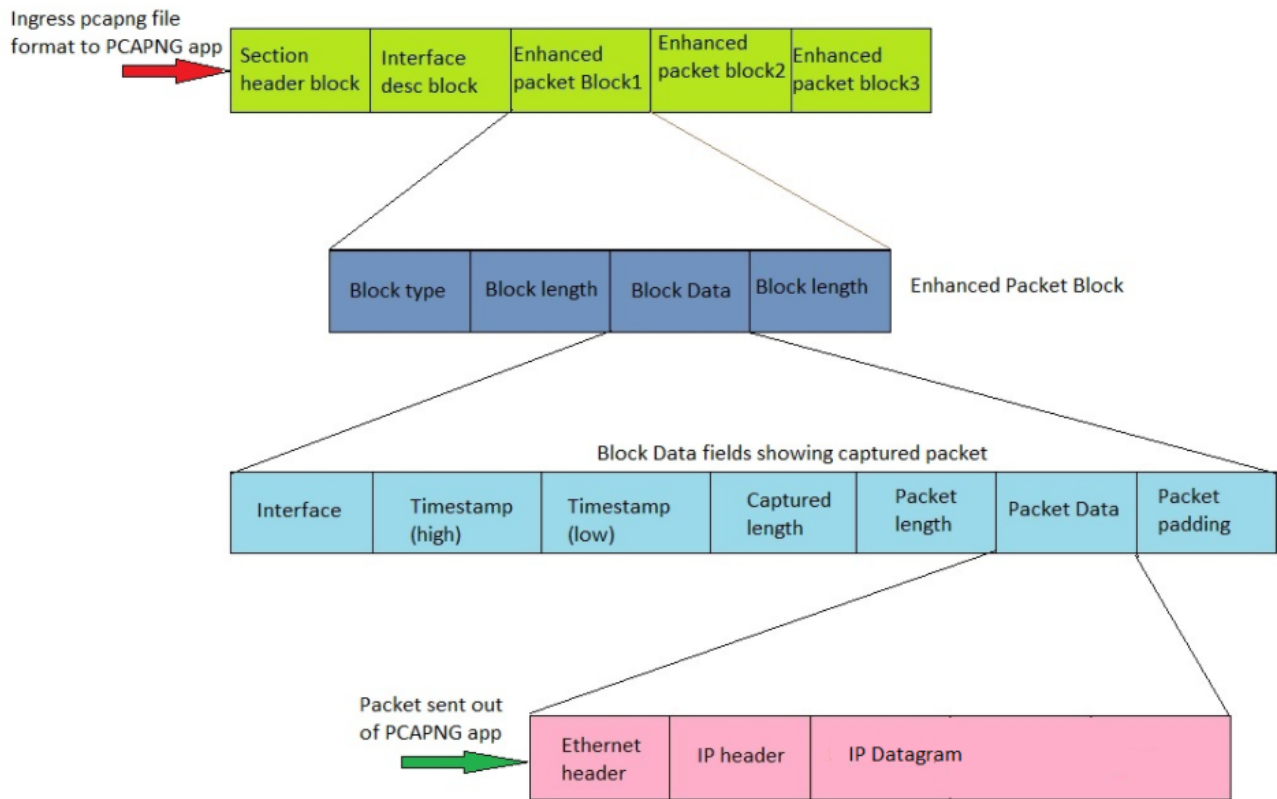 Ingress pcapng file
format to PCAPNG app
Section
header block
Interface
desc block
Enhanced
packet Block1
Enhanced
packet block2
Enhanced
packet block3
Block type
Block length
Block Data
Block length
Enhanced Packet Block
Block Data fields showing captured packet
Interface
Timestamp
(high)
Timestamp
(low)
Captured
length
Packet
length
Packet Data
Packet
padding
Packet sent out
of PCAPNG app
Ethernet
header
IP header
IP Datagram